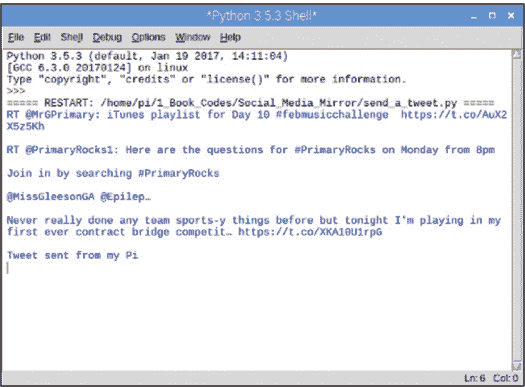 *Python 3.5.3 Shell*
File Edit Shell Debug Options Window Help
Python 3.5.3 (default, Jan 19 2017, 14:11:04)
[GCC 6.3.0 20170124] on linux
Type "copyright", "credits" or "license()" for more information.
>>>
===== RESTART: /home/pi/1_Book_Codes/Social_Media_Mirror/send_a_tweet.py =====
RT @MrGPrimary: iTunes playlist for Day 10 #febmusicchallenge https://t.co/AuX2
X5z5Kh
RT @PrimaryRocks1: Here are the questions for #PrimaryRocks on Monday from 8pm
Join in by searching #PrimaryRocks
@MissGleesonGA @Epilep…
Never really done any team sports-y things before but tonight I'm playing in my
first ever contract bridge competit… https://t.co/XKA10U1rpG
Tweet sent from my Pi
Ln: 6 Col: 0